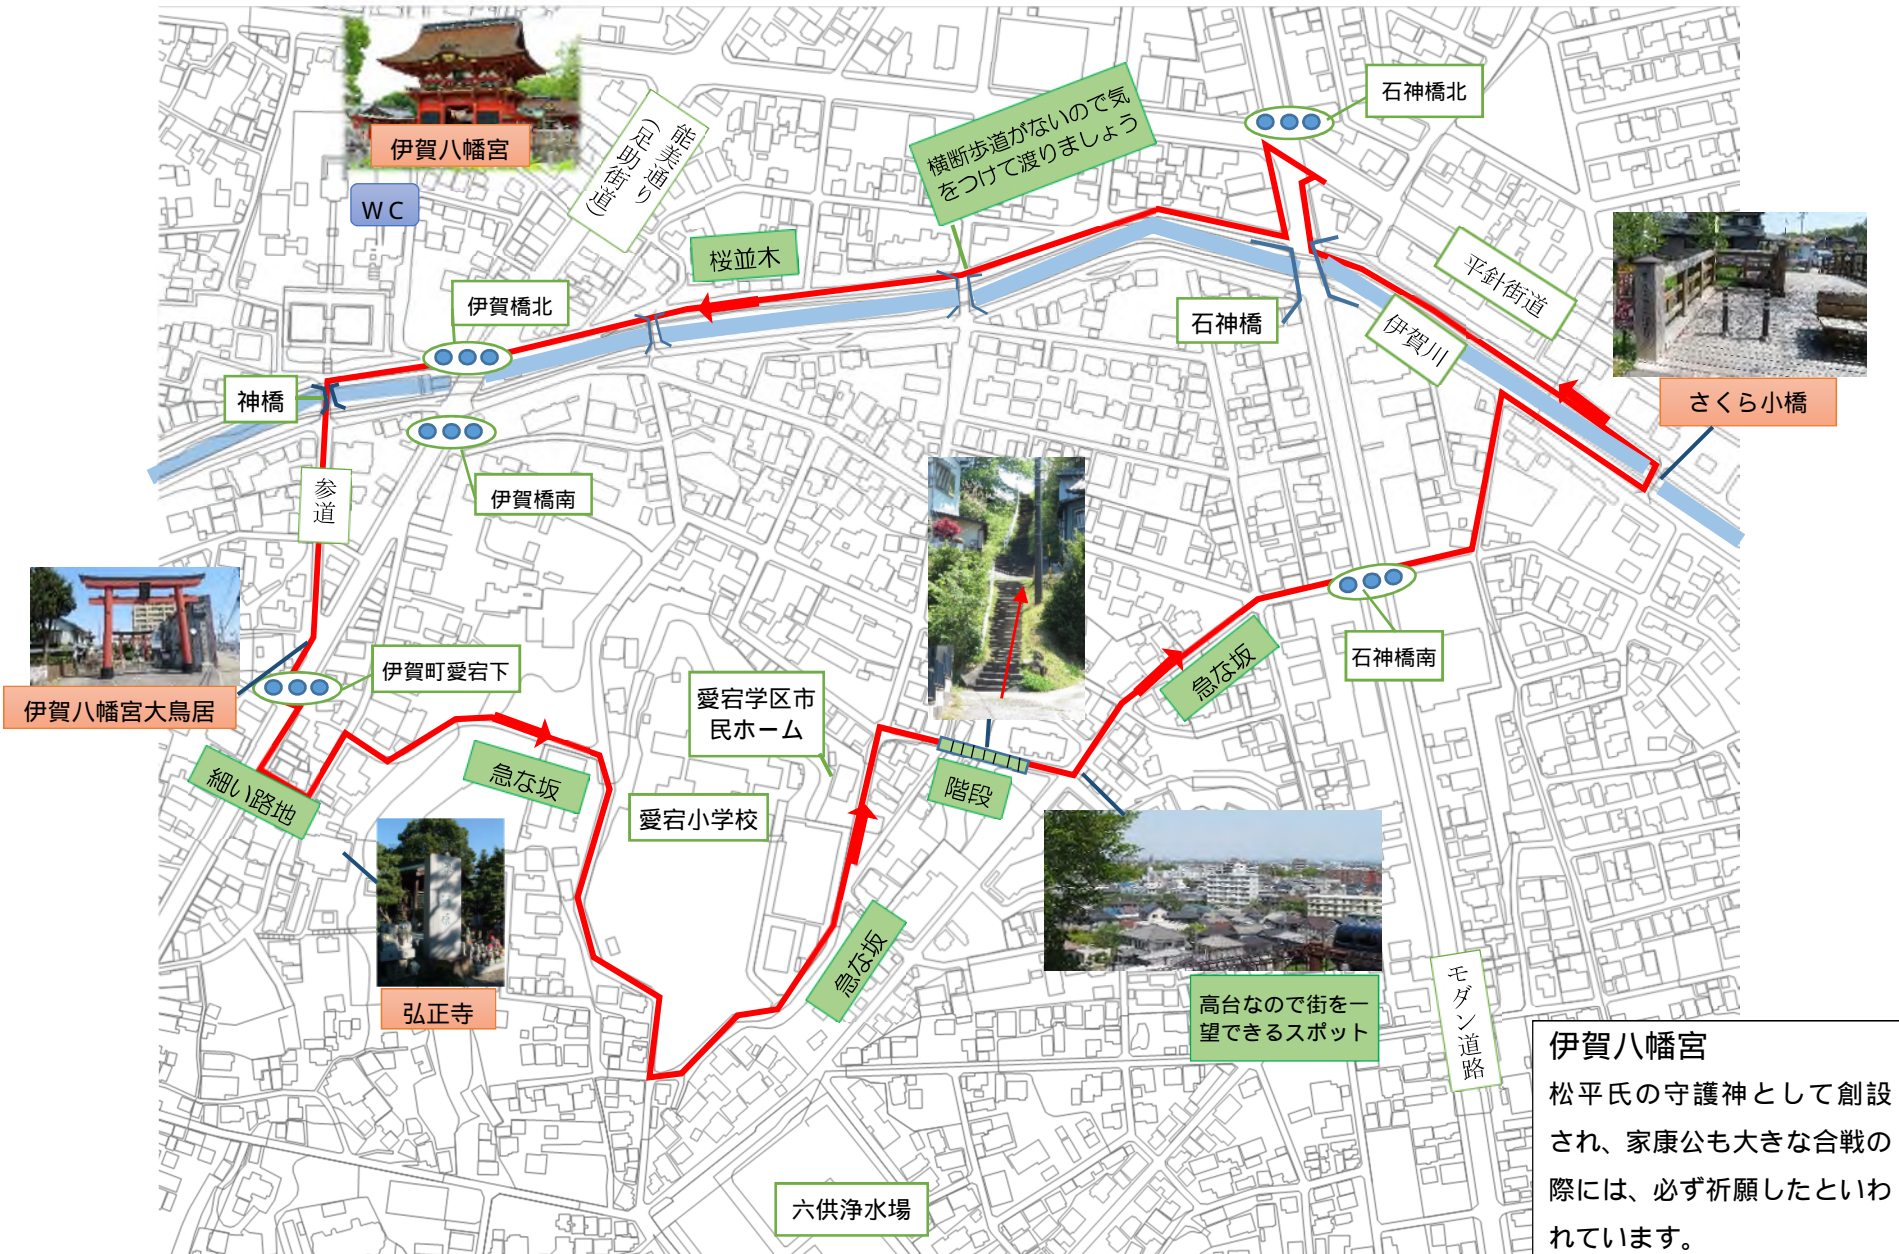 伊賀八幡宮
WC
能美通り
(足助街道)
横断歩道がないので気
をつけて渡りましょう
石神橋北
桜並木
伊賀橋北
石神橋
平針街道
伊賀川
さくら小橋
神橋
伊賀橋南
参道
伊賀八幡宮大鳥居
伊賀町愛宕下
愛宕学区市
民ホーム
急な坂
石神橋南
細い路地
急な坂
愛宕小学校
階段
弘正寺
急な坂
高台なので街を一
望できるスポット
モダン道路
六供浄水場
伊賀八幡宮
松平氏の守護神として創設
され、家康公も大きな合戦の
際には、必ず祈願したといわ
れています。